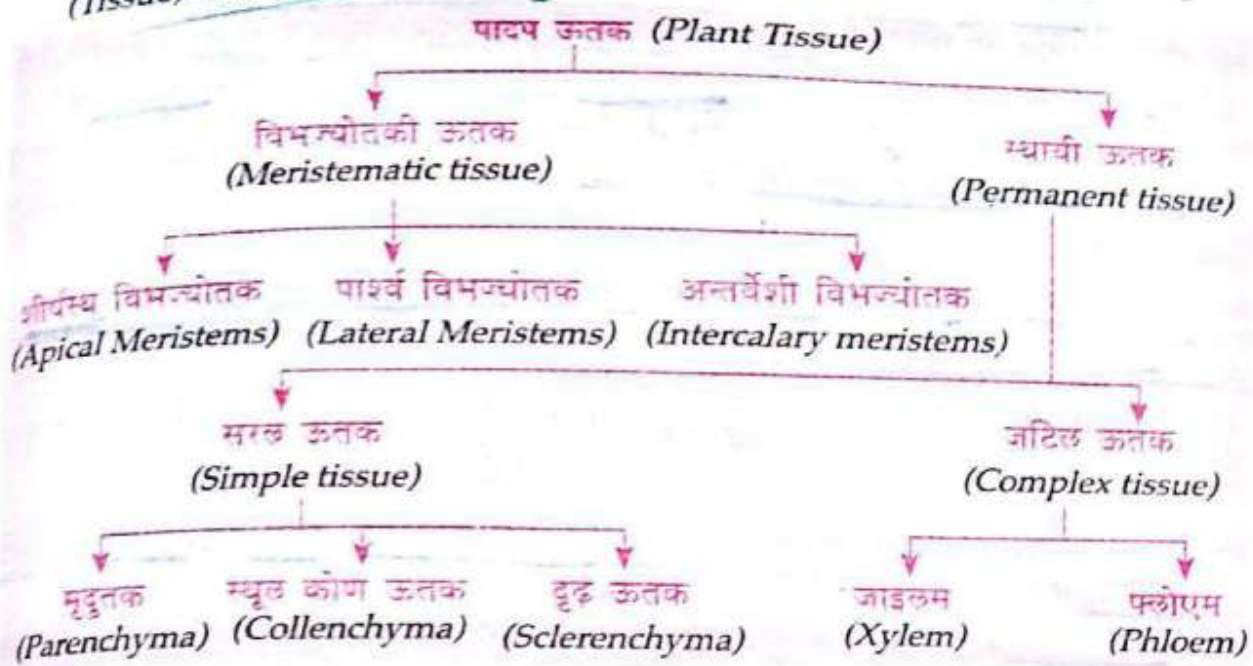 (Tissue)
पादप ऊतक (Plant Tissue)
विभज्योतकी ऊतक
(Meristematic tissue)
स्थायी ऊतक
(Permanent tissue)
शीर्षस्थ विभज्योतक
(Apical Meristems)
पार्श्व विभज्योतक
(Lateral Meristems)
अन्तर्वेशी विभज्योतक
(Intercalary meristems)
सरल ऊतक
(Simple tissue)
जटिल ऊतक
(Complex tissue)
मृदुतक
(Parenchyma)
स्थूल कोण ऊतक
(Collenchyma)
दृढ़ ऊतक
(Sclerenchyma)
जाइलम
(Xylem)
फ्लोएम
(Phloem)